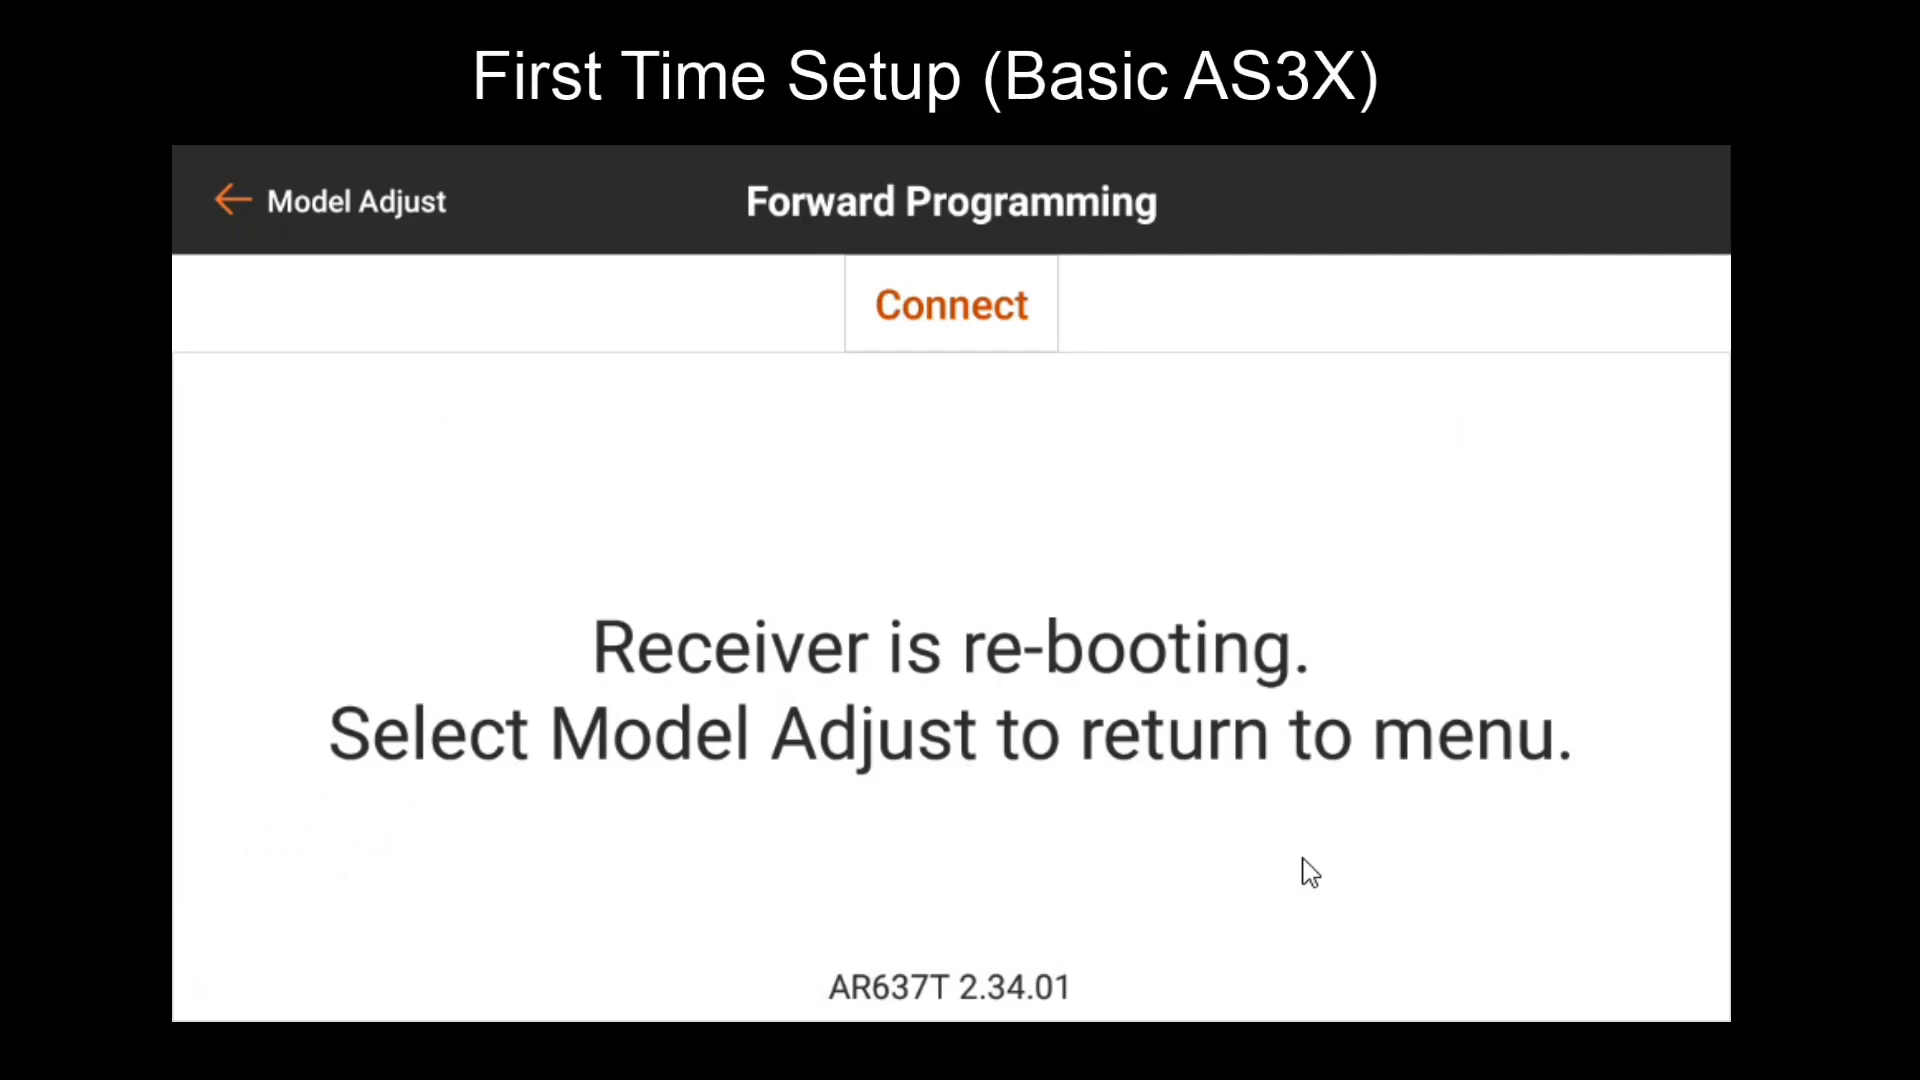 First Time Setup (Basic AS3X)
Model Adjust
Forward Programming
Connect
Receiver is re-booting.
Select Model Adjust to return to menu.
AR637T 2.34.01